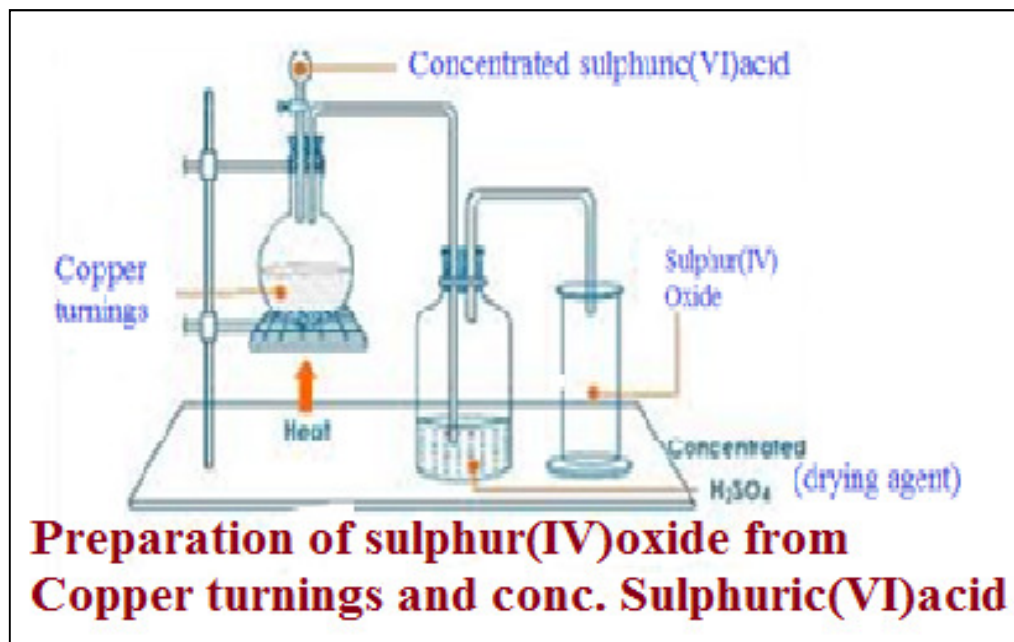 Concentrated sulphuric(VI)acid
Copper
turnings
Sulphur(IV)
Oxide
Heat
Concentrated
H₂SO₄ (drying agent)
Preparation of sulphur(IV)oxide from
Copper turnings and conc. Sulphuric(VI)acid